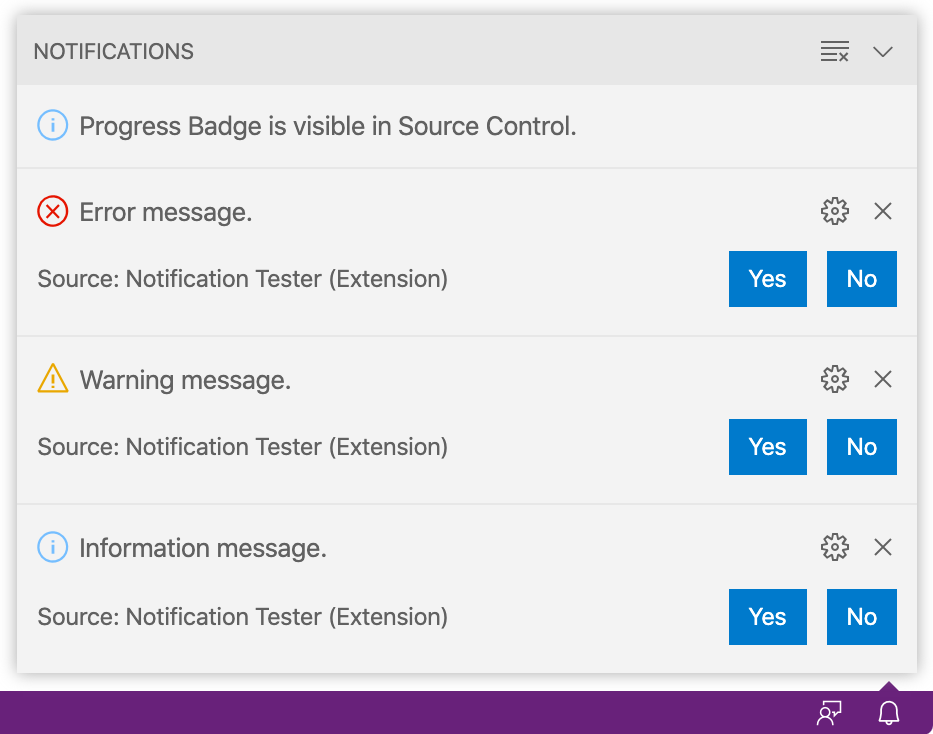 NOTIFICATIONS
Progress Badge is visible in Source Control.
Error message.
Source: Notification Tester (Extension)
Yes No
Warning message.
Source: Notification Tester (Extension)
Yes No
Information message.
Source: Notification Tester (Extension)
Yes No